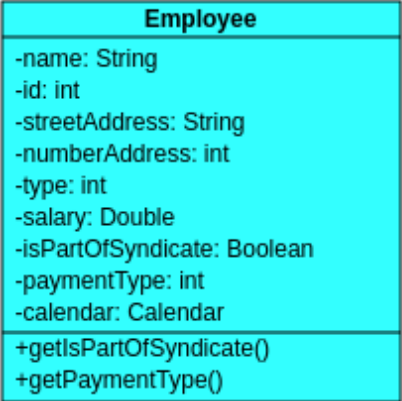 Employee
-name: String
-id: int
-streetAddress: String
-numberAddress: int
-type: int
-salary: Double
-isPartOfSyndicate: Boolean
-paymentType: int
-calendar: Calendar
+getIsPartOfSyndicate()
+getPaymentType()